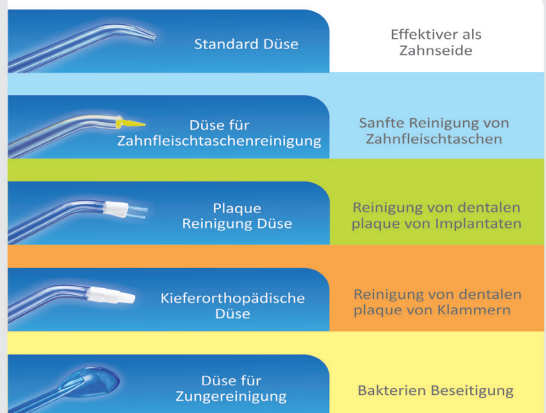 Standard Düse
Effektiver als
Zahnseide
Düse für
Zahnfleischtaschenreinigung
Sanfte Reinigung von
Zahnfleischtaschen
Plaque
Reinigung Düse
Reinigung von dentalen
plaque von Implantaten
Kieferorthopädische
Düse
Reinigung von dentalen
plaque von Klammern
Düse für
Zungereinigung
Bakterien Beseitigung